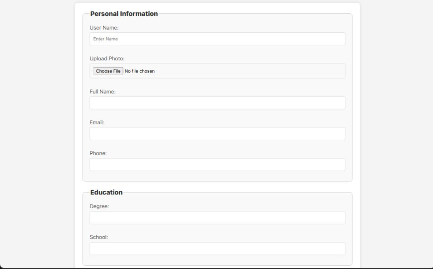 Personal Information
User Name:
Enter Name
Upload Photo:
Choose File No file chosen
Full Name:
Email:
Phone:
Education
Degree:
School: